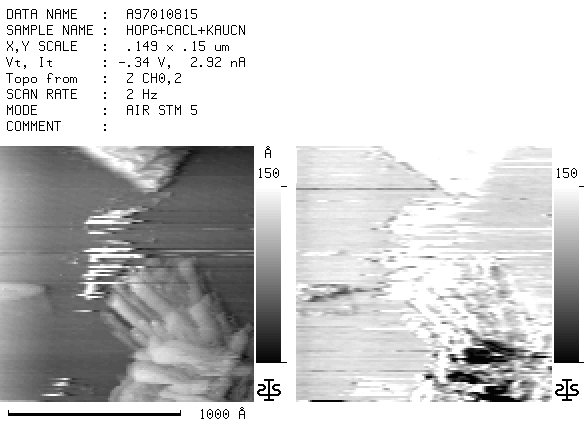 DATA NAME : A97010815
SAMPLE NAME : HOPG+CACL+KAUCN
X,Y SCALE : .149 x .15 um
Vt, It : -.34 V, 2.92 nA
Topo from : Z CH0,2
SCAN RATE : 2 Hz
MODE : AIR STM 5
COMMENT :
Å
150 150
1000 Å